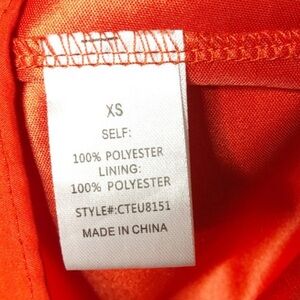 XS
SELF:
100% POLYESTER
LINING:
100% POLYESTER
STYLE#:CTEU8151
MADE IN CHINA